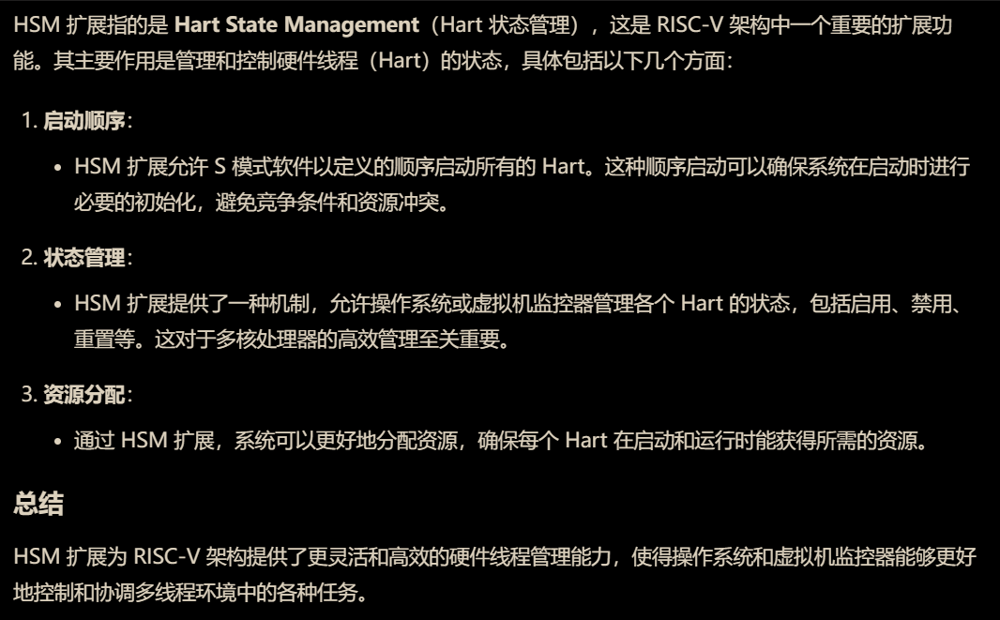 HSM 扩展指的是 Hart State Management（Hart 状态管理），这是 RISC-V 架构中一个重要的扩展功
能。其主要作用是管理和控制硬件线程（Hart）的状态，具体包括以下几个方面：
1. 启动顺序：
• HSM 扩展允许 S 模式软件以定义的顺序启动所有的 Hart。这种顺序启动可以确保系统在启动时进行
必要的初始化，避免竞争条件和资源冲突。
2. 状态管理：
• HSM 扩展提供了一种机制，允许操作系统或虚拟机监控器管理各个 Hart 的状态，包括启用、禁用、
重置等。这对于多核处理器的高效管理至关重要。
3. 资源分配：
• 通过 HSM 扩展，系统可以更好地分配资源，确保每个 Hart 在启动和运行时能获得所需的资源。
总结
HSM 扩展为 RISC-V 架构提供了更灵活和高效的硬件线程管理能力，使得操作系统和虚拟机监控器能够更好
地控制和协调多线程环境中的各种任务。